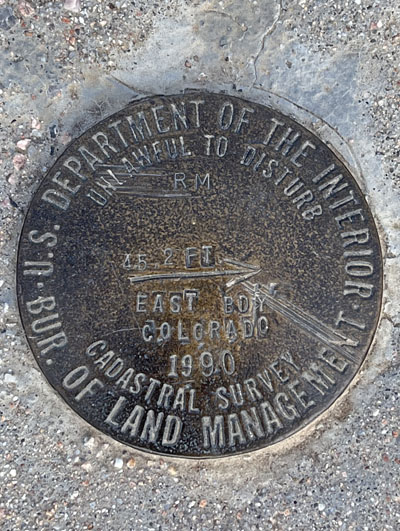 U.S. DEPARTMENT OF THE INTERIOR
UNLAWFUL TO DISTURB
RM
45.2 FT
EAST BDY
COLORADO
1990
CADASTRAL SURVEY
BUR. OF LAND MANAGEMENT